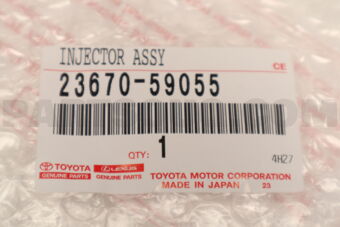 INJECTOR ASSY
CE
23670-59055
QTY: 1
4H27
TOYOTA LEXUS
GENUINE PARTS GENUINE PARTS
TOYOTA MOTOR CORPORATION
MADE IN JAPAN 23